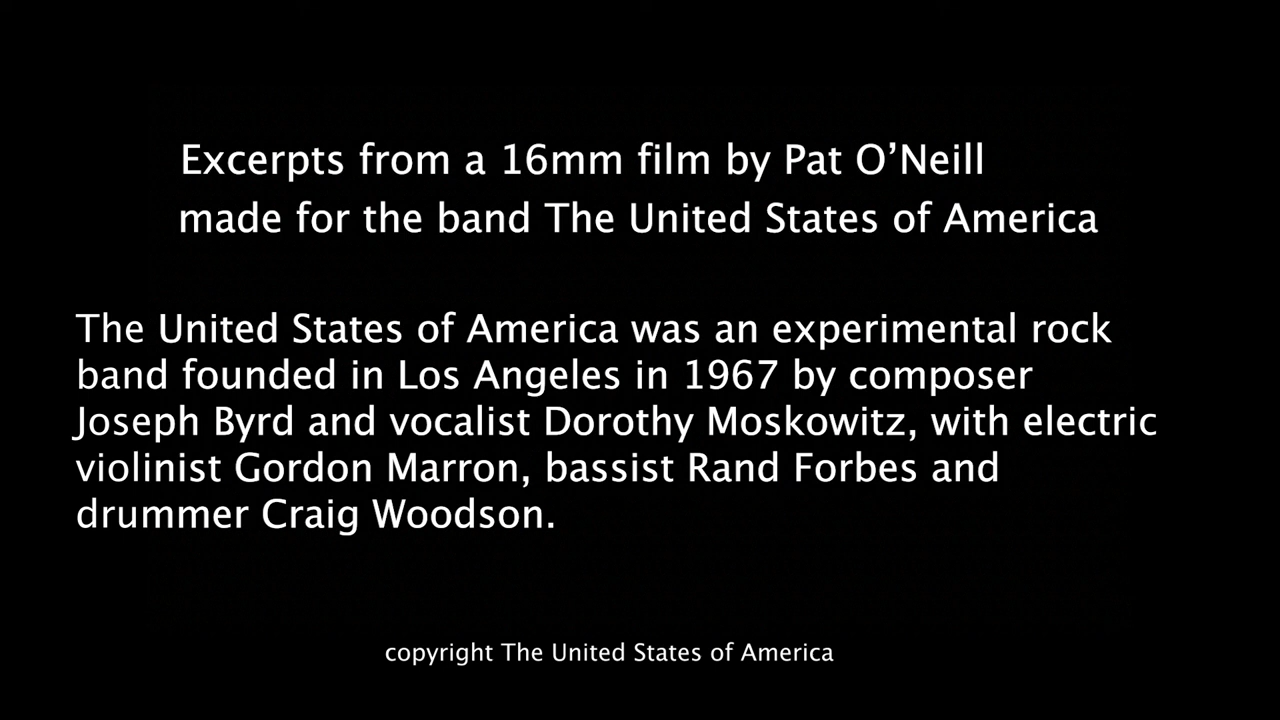 Excerpts from a 16mm film by Pat O’Neill
made for the band The United States of America
The United States of America was an experimental rock
band founded in Los Angeles in 1967 by composer
Joseph Byrd and vocalist Dorothy Moskowitz, with electric
violinist Gordon Marron, bassist Rand Forbes and
drummer Craig Woodson.
copyright The United States of America